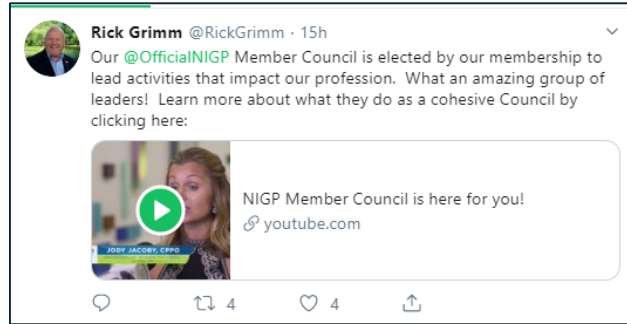 Rick Grimm @RickGrimm · 15h
Our @OfficialNIGP Member Council is elected by our membership to
lead activities that impact our profession.  What an amazing group of
leaders!  Learn more about what they do as a cohesive Council by
clicking here:
NIGP Member Council is here for you!
youtube.com
JODY JACOBY, CPPO
4 4